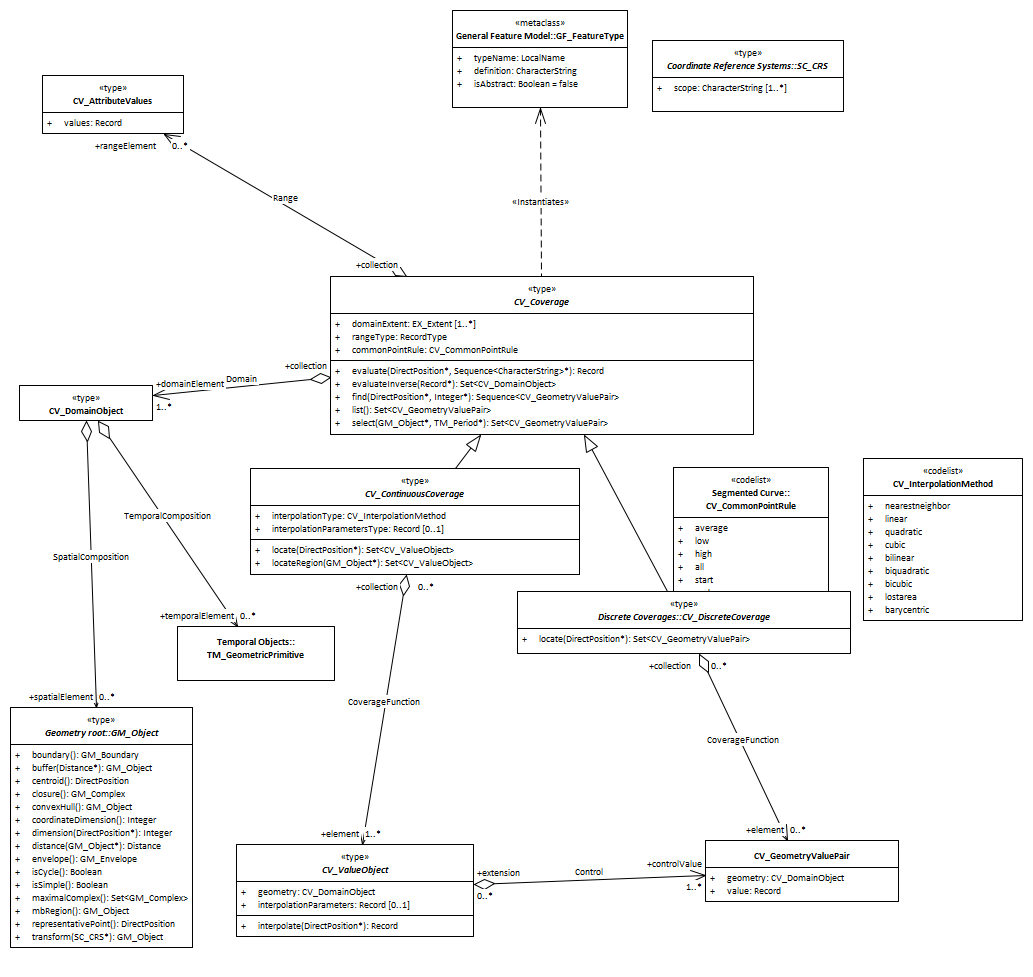 «metaclass»
General Feature Model::GF_FeatureType
+ typeName: LocalName
+ definition: CharacterString
+ isAbstract: Boolean = false
«type»
Coordinate Reference Systems::SC_CRS
+ scope: CharacterString [1..*]
«type»
CV_AttributeValues
+ values: Record
+rangeElement 0..*
Range
«Instantiates»
+collection
«type»
CV_Coverage
+ domainExtent: EX_Extent [1..*]
+ rangeType: RecordType
+ commonPointRule: CV_CommonPointRule
+ evaluate(DirectPosition*, Sequence<CharacterString>*): Record
+ evaluateInverse(Record*): Set<CV_DomainObject>
+ find(DirectPosition*, Integer*): Sequence<CV_GeometryValuePair>
+ list(): Set<CV_GeometryValuePair>
+ select(GM_Object*, TM_Period*): Set<CV_GeometryValuePair>
+collection
Domain
+domainElement
1..*
«type»
CV_DomainObject
«type»
CV_ContinuousCoverage
+ interpolationType: CV_InterpolationMethod
+ interpolationParametersType: Record [0..1]
+ locate(DirectPosition*): Set<CV_ValueObject>
+ locateRegion(GM_Object*): Set<CV_ValueObject>
«codelist»
Segmented Curve::
CV_CommonPointRule
+ average
+ low
+ high
+ all
+ start
«codelist»
CV_InterpolationMethod
+ nearestneighbor
+ linear
+ quadratic
+ cubic
+ bilinear
+ biquadratic
+ bicubic
+ lostarea
+ barycentric
TemporalComposition
SpatialComposition
+collection 0..*
«type»
Discrete Coverages::CV_DiscreteCoverage
+ locate(DirectPosition*): Set<CV_GeometryValuePair>
+temporalElement 0..*
Temporal Objects::
TM_GeometricPrimitive
+collection 0..*
+spatialElement 0..*
CoverageFunction
CoverageFunction
«type»
Geometry root::GM_Object
+ boundary(): GM_Boundary
+ buffer(Distance*): GM_Object
+ centroid(): DirectPosition
+ closure(): GM_Complex
+ convexHull(): GM_Object
+ coordinateDimension(): Integer
+ dimension(DirectPosition*): Integer
+ distance(GM_Object*): Distance
+ envelope(): GM_Envelope
+ isCycle(): Boolean
+ isSimple(): Boolean
+ maximalComplex(): Set<GM_Complex>
+ mbRegion(): GM_Object
+ representativePoint(): DirectPosition
+ transform(SC_CRS*): GM_Object
+element 1..*
«type»
CV_ValueObject
+ geometry: CV_DomainObject
+ interpolationParameters: Record [0..1]
+ interpolate(DirectPosition*): Record
+extension
0..*
Control
+controlValue
1..*
+element 0..*
CV_GeometryValuePair
+ geometry: CV_DomainObject
+ value: Record